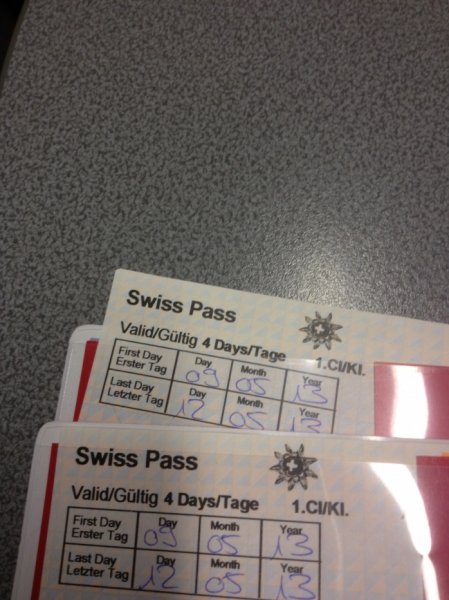 Swiss Pass
Valid/Gültig 4 Days/Tage 1.Cl/Kl.
First Day Day Month Year
Erster Tag 09 05 13
Last Day Day Month Year
Letzter Tag 12 05 13
Swiss Pass
Valid/Gültig 4 Days/Tage 1.Cl/Kl.
First Day Day Month Year
Erster Tag 09 05 13
Last Day Day Month Year
Letzter Tag 12 05 13